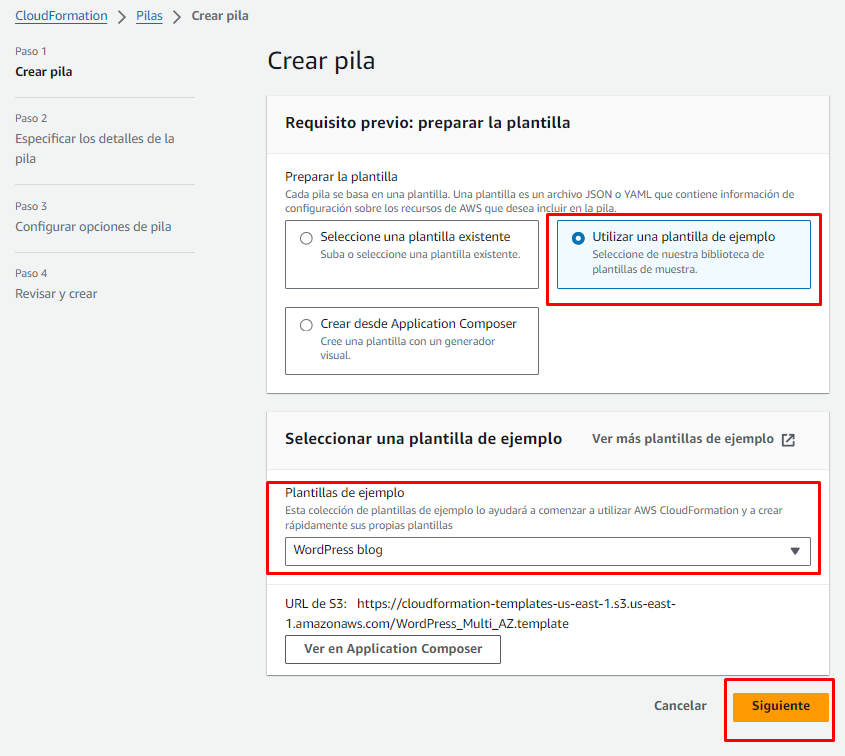 CloudFormation > Pilas > Crear pila
Paso 1
Crear pila
Paso 2
Especificar los detalles de la
pila
Paso 3
Configurar opciones de pila
Paso 4
Revisar y crear
Crear pila
Requisito previo: preparar la plantilla
Preparar la plantilla
Cada pila se basa en una plantilla. Una plantilla es un archivo JSON o YAML que contiene información de
configuración sobre los recursos de AWS que desea incluir en la pila.
Seleccione una plantilla existente
Suba o seleccione una plantilla existente.
Utilizar una plantilla de ejemplo
Seleccione de nuestra biblioteca de
plantillas de muestra.
Crear desde Application Composer
Cree una plantilla con un generador
visual.
Seleccionar una plantilla de ejemplo
Ver más plantillas de ejemplo
Plantillas de ejemplo
Esta colección de plantillas de ejemplo lo ayudará a comenzar a utilizar AWS CloudFormation y a crear
rápidamente sus propias plantillas
WordPress blog
URL de S3: https://cloudformation-templates-us-east-1.s3.us-east-
1.amazonaws.com/WordPress_Multi_AZ.template
Ver en Application Composer
Cancelar
Siguiente